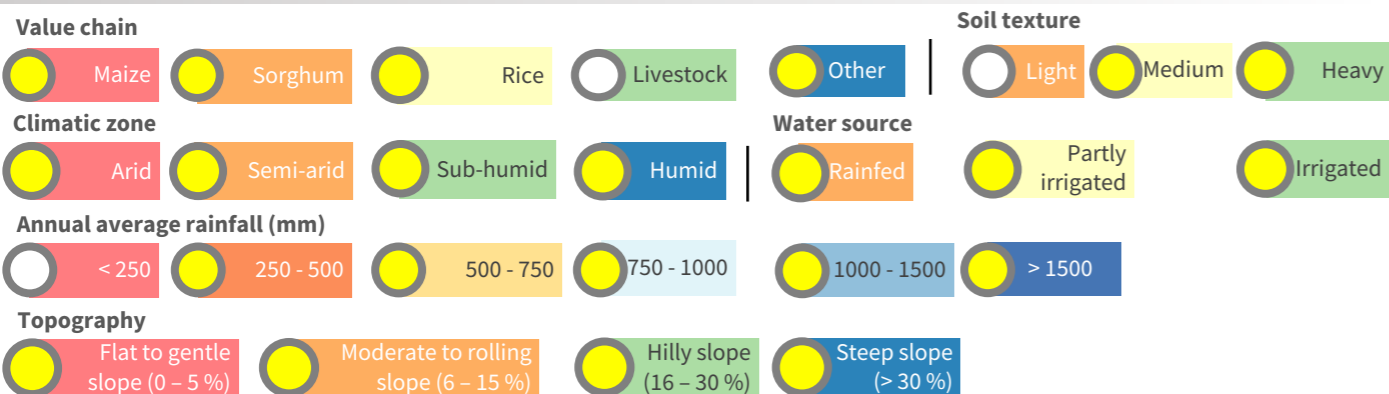 Value chain
Soil texture
Maize
Sorghum
Rice
Livestock
Other
Light
Medium
Heavy
Climatic zone
Water source
Arid
Semi-arid
Sub-humid
Humid
Rainfed
Partly
irrigated
Irrigated
Annual average rainfall (mm)
< 250
250 - 500
500 - 750
750 - 1000
1000 - 1500
> 1500
Topography
Flat to gentle
slope (0 – 5 %)
Moderate to rolling
slope (6 – 15 %)
Hilly slope
(16 – 30 %)
Steep slope
(> 30 %)